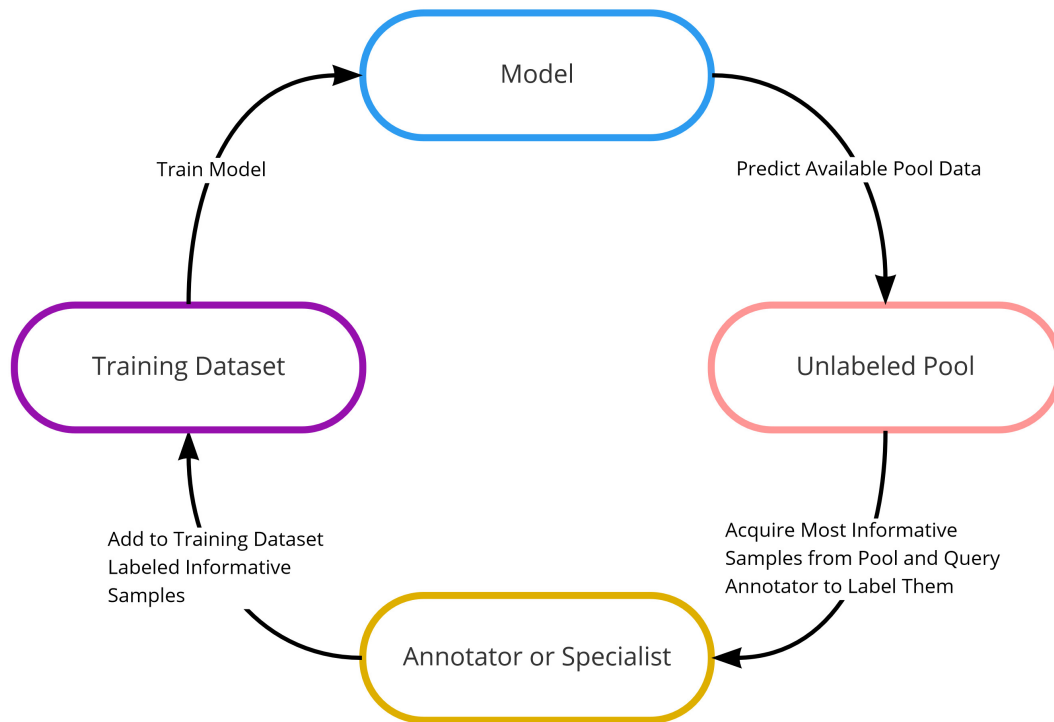 Model
Train Model
Predict Available Pool Data
Training Dataset
Unlabeled Pool
Add to Training Dataset
Labeled Informative
Samples
Acquire Most Informative
Samples from Pool and Query
Annotator to Label Them
Annotator or Specialist